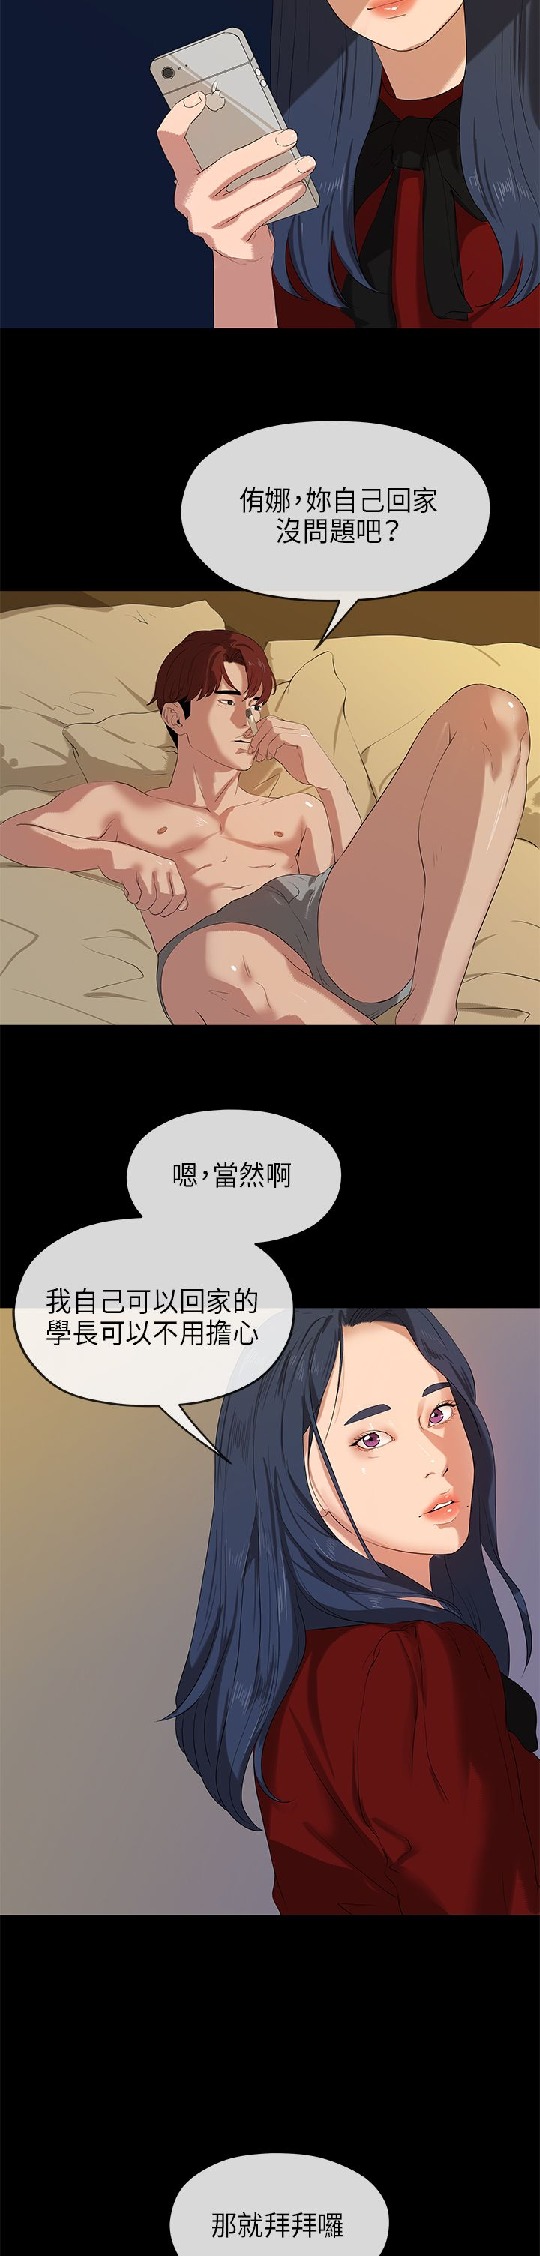 侑娜，妳自己回家
沒問題吧？
嗯，當然啊
我自己可以回家的
學長可以不用擔心
那就拜拜囉